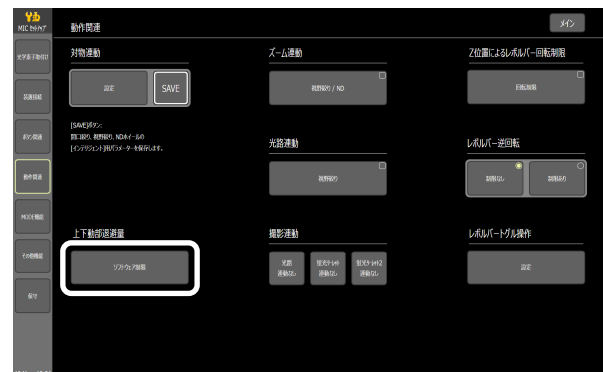 MIC セットアップ
動作関連
メイン
光学素子取付け
装置接続
ボタン関連
動作関連
MODE機能
その他機能
保守
対物連動
設定
SAVE
[SAVE]ボタン:
開口絞り、視野絞り、NDホイールの
[インテリジェント]用パラメーターを保存します。
上下動部退避量
ソフトウェア制限
ズーム連動
視野絞り / ND
光路連動
視野絞り
撮影連動
光路
連動なし
蛍光ターレット
連動なし
蛍光ターレット2
連動なし
Z位置によるレボルバー回転制限
回転制限
レボルバー逆回転
制限なし
制限あり
レボルバートグル操作
設定